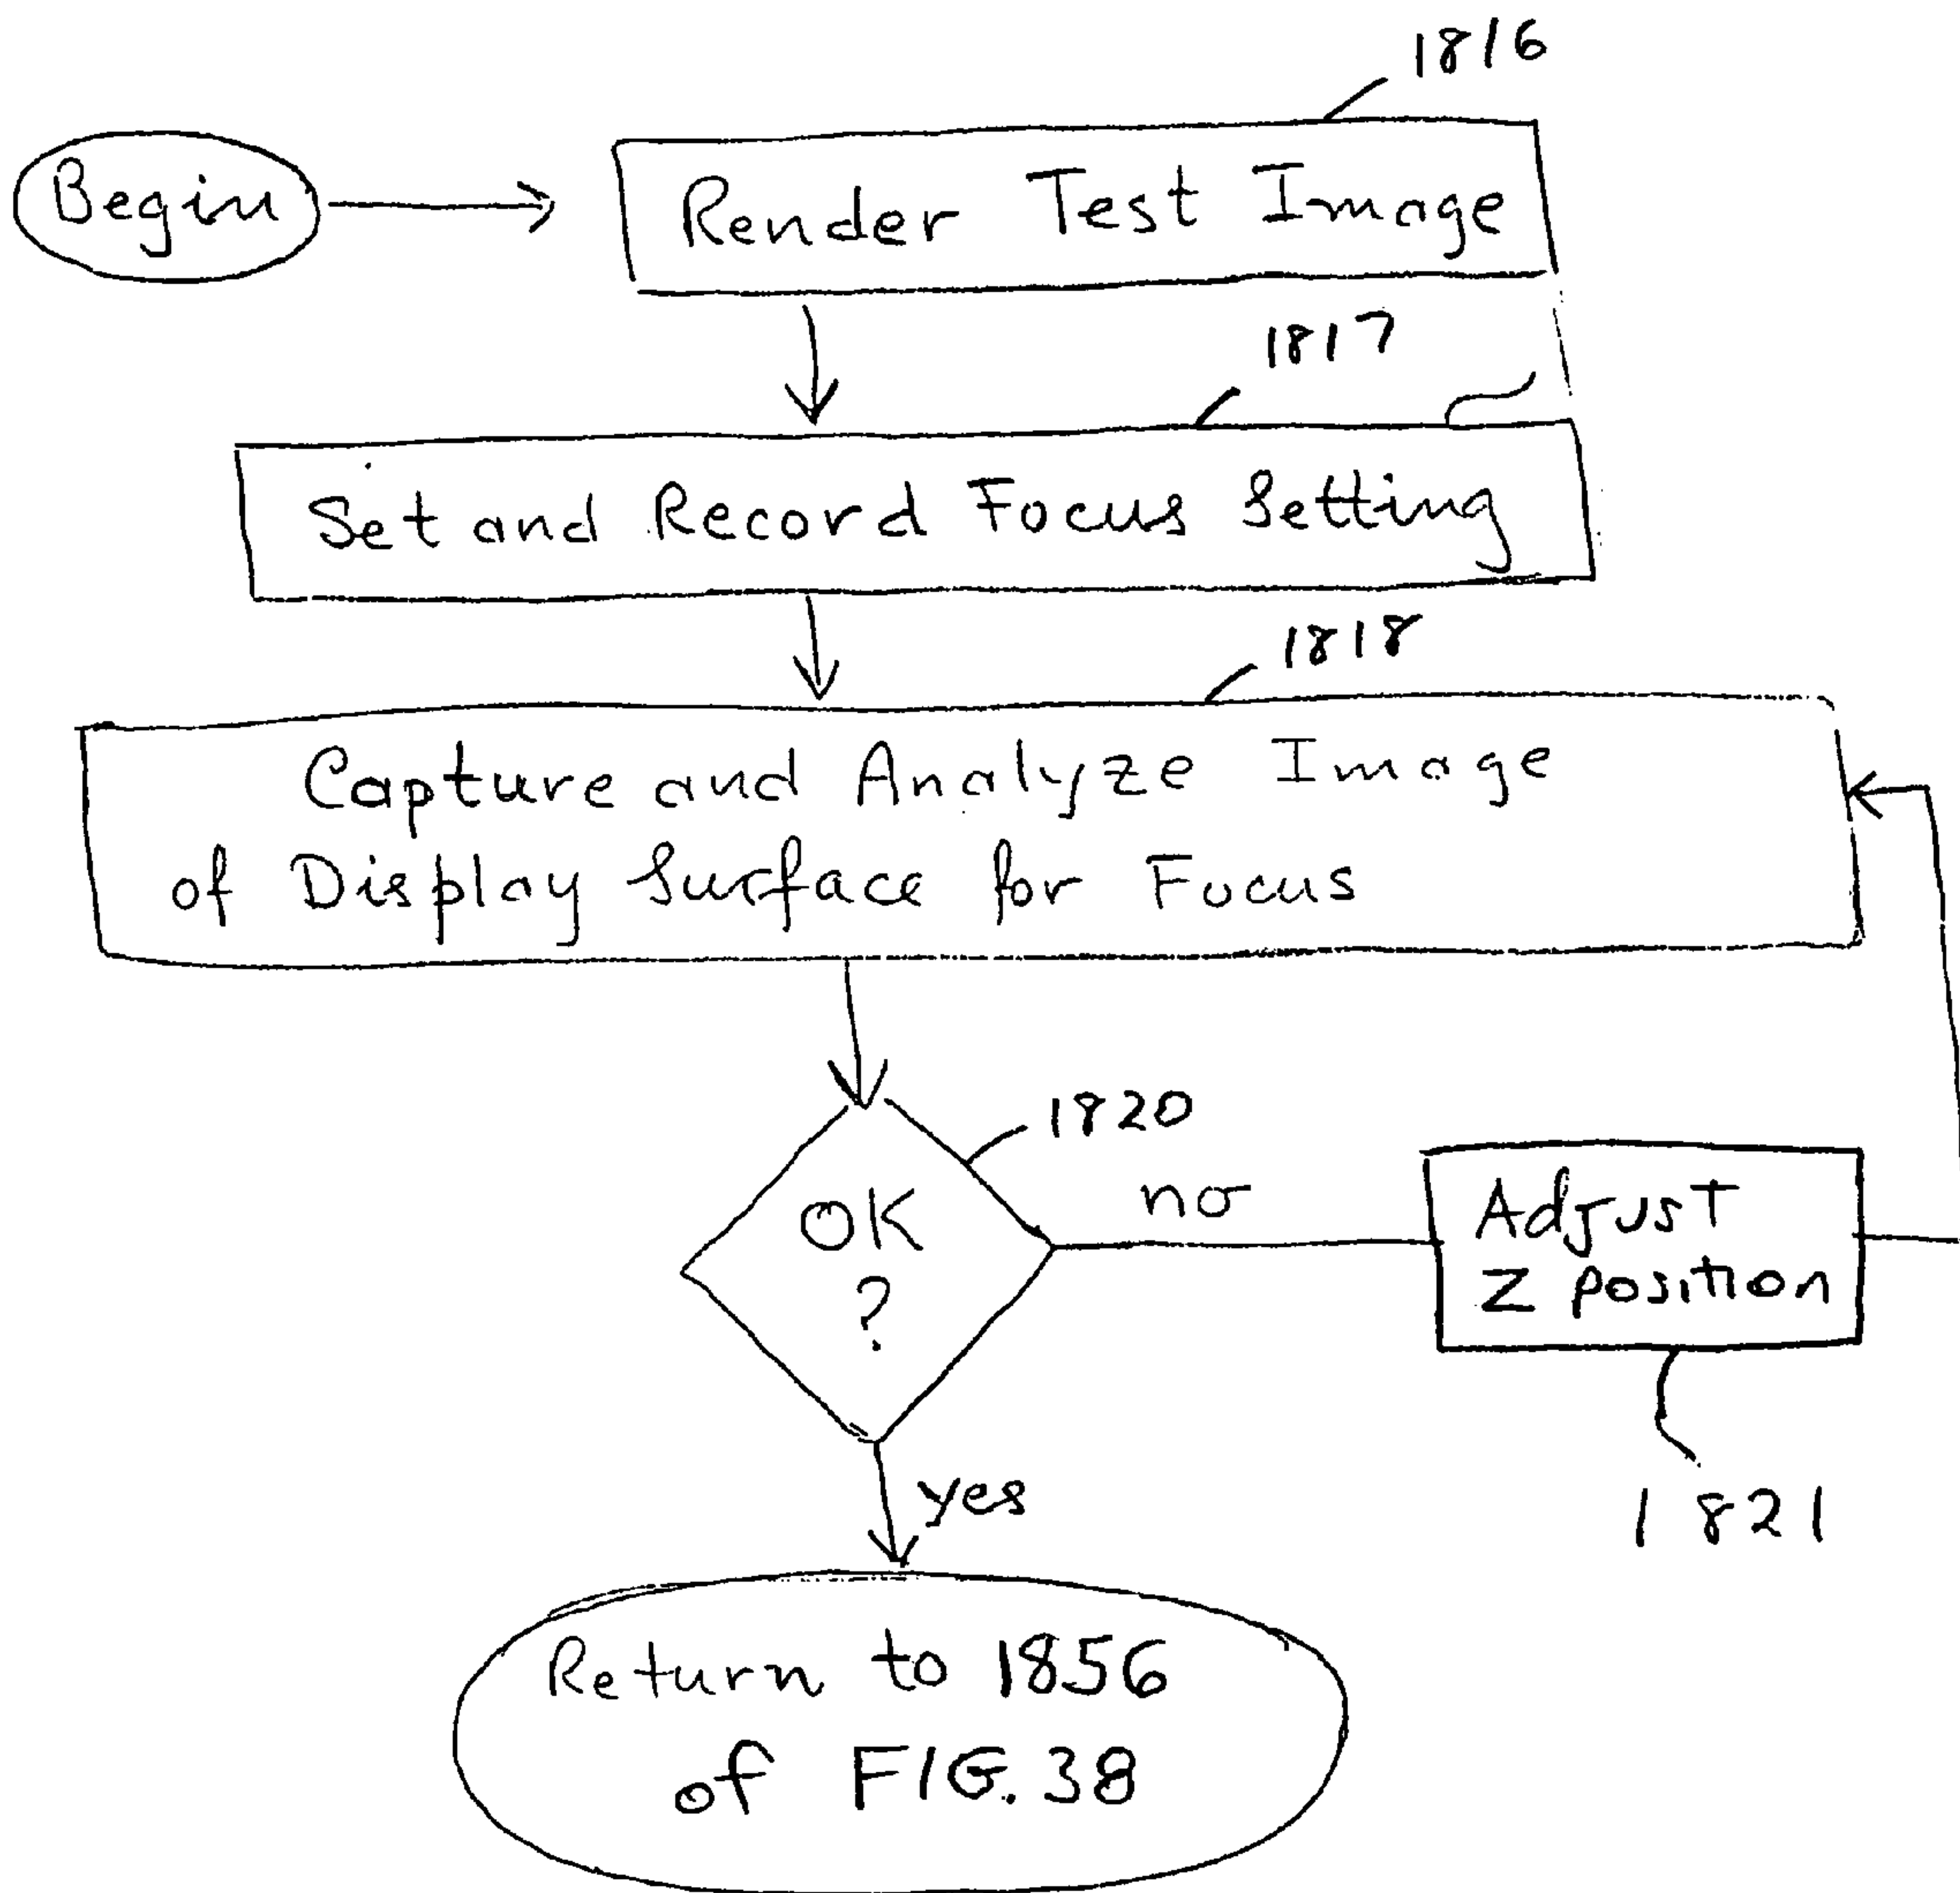 1816
Begin
Render Test Image
1817
Set and Record Focus Setting
1818
Capture and Analyze Image
of Display Surface for Focus
1820
OK
?
no
Adjust
Z position
1821
yes
Return to 1856
of FIG. 38